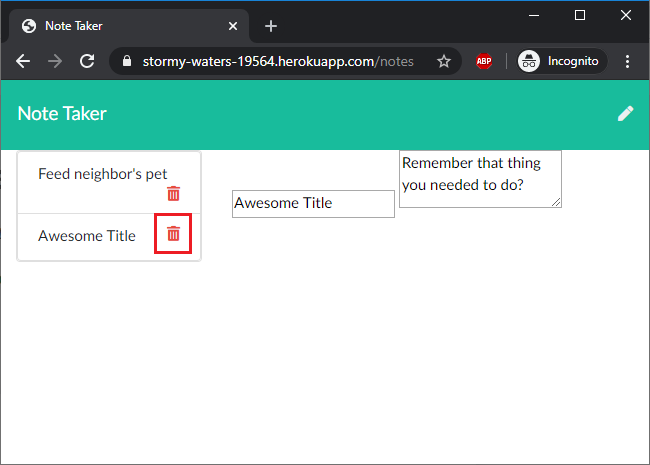 Note Taker
stormy-waters-19564.herokuapp.com/notes
ABP
Incognito
Note Taker
Feed neighbor's pet
Awesome Title
Awesome Title
Remember that thing
you needed to do?